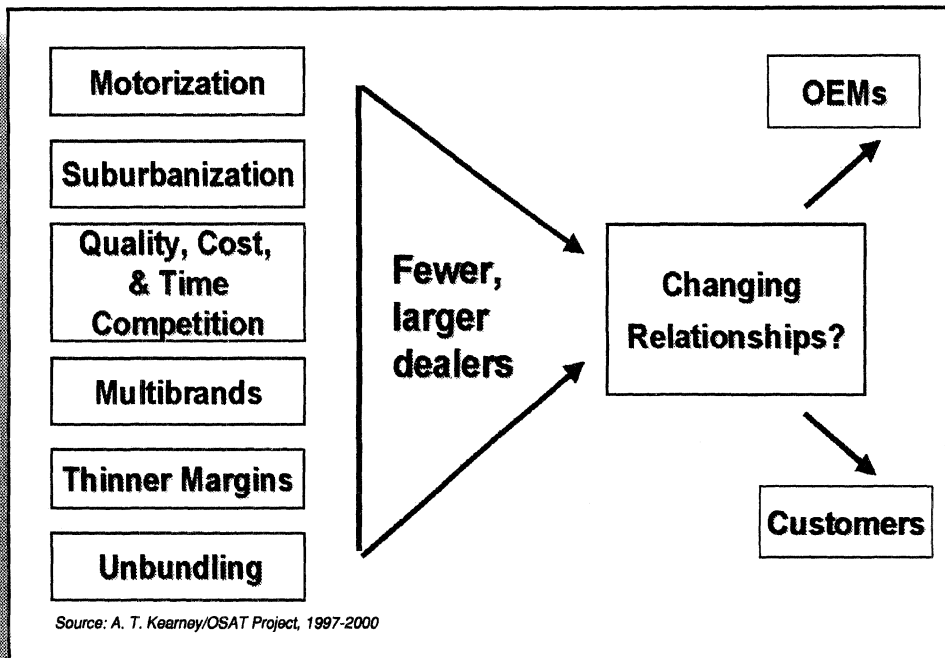 Motorization
Suburbanization
Quality, Cost,
& Time
Competition
Multibrands
Thinner Margins
Unbundling
Fewer,
larger
dealers
Changing
Relationships?
OEMs
Customers
Source: A. T. Kearney/OSAT Project, 1997-2000